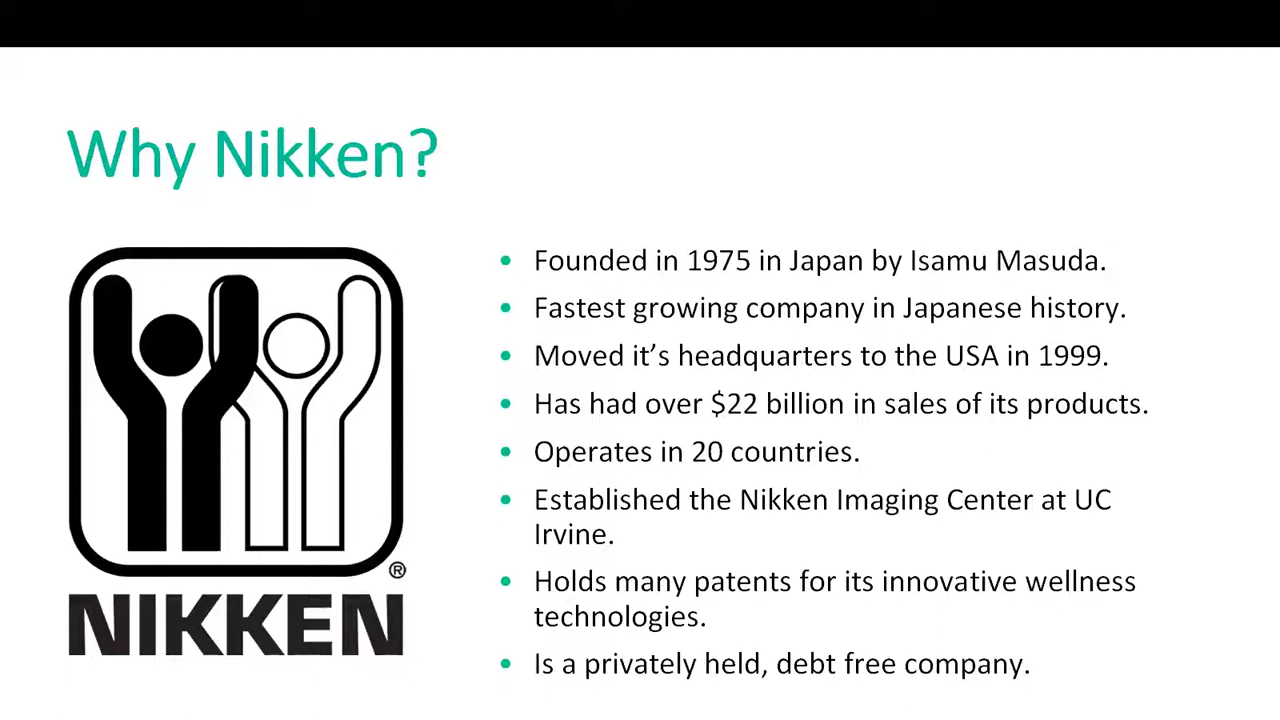 Why Nikken?
• Founded in 1975 in Japan by Isamu Masuda.
• Fastest growing company in Japanese history.
• Moved it’s headquarters to the USA in 1999.
• Has had over $22 billion in sales of its products.
• Operates in 20 countries.
• Established the Nikken Imaging Center at UC
Irvine.
• Holds many patents for its innovative wellness
technologies.
• Is a privately held, debt free company.
®
NIKKEN